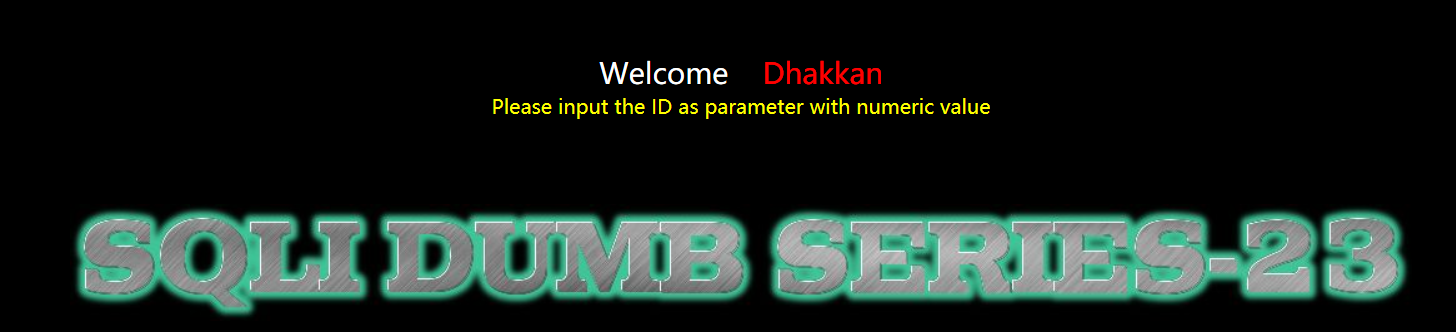 Welcome Dhakkan
Please input the ID as parameter with numeric value
SQLI DUMB SERIES-23